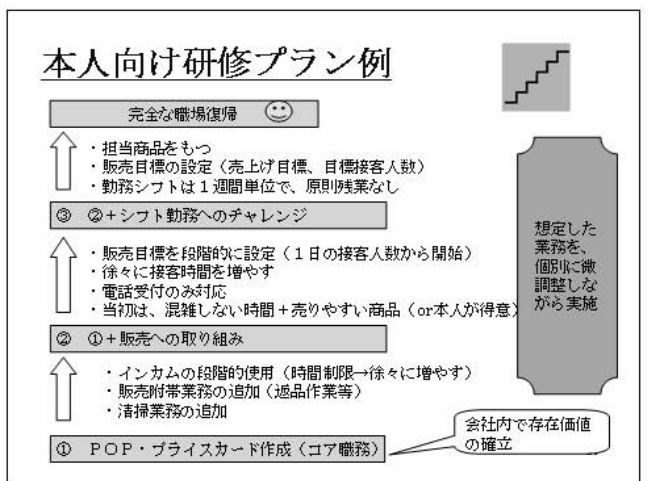 本人向け研修プラン例
完全な職場復帰
・担当商品をもつ
・販売目標の設定（売上げ目標、目標接客人数）
・勤務シフトは１週間単位で、原則残業なし
③ ②＋シフト勤務へのチャレンジ
・販売目標を段階的に設定（１日の接客人数から開始）
・徐々に接客時間を増やす
・電話受付のみ対応
・当初は、混雑しない時間＋売りやすい商品（or本人が得意）
② ①＋販売への取り組み
・インカムの段階的使用（時間制限→徐々に増やす）
・販売附帯業務の追加（返品作業等）
・清掃業務の追加
① ＰＯＰ・プライスカード作成（コア職務）
会社内で存在価値
の確立
想定した
業務を、
個別に微
調整しな
がら実施